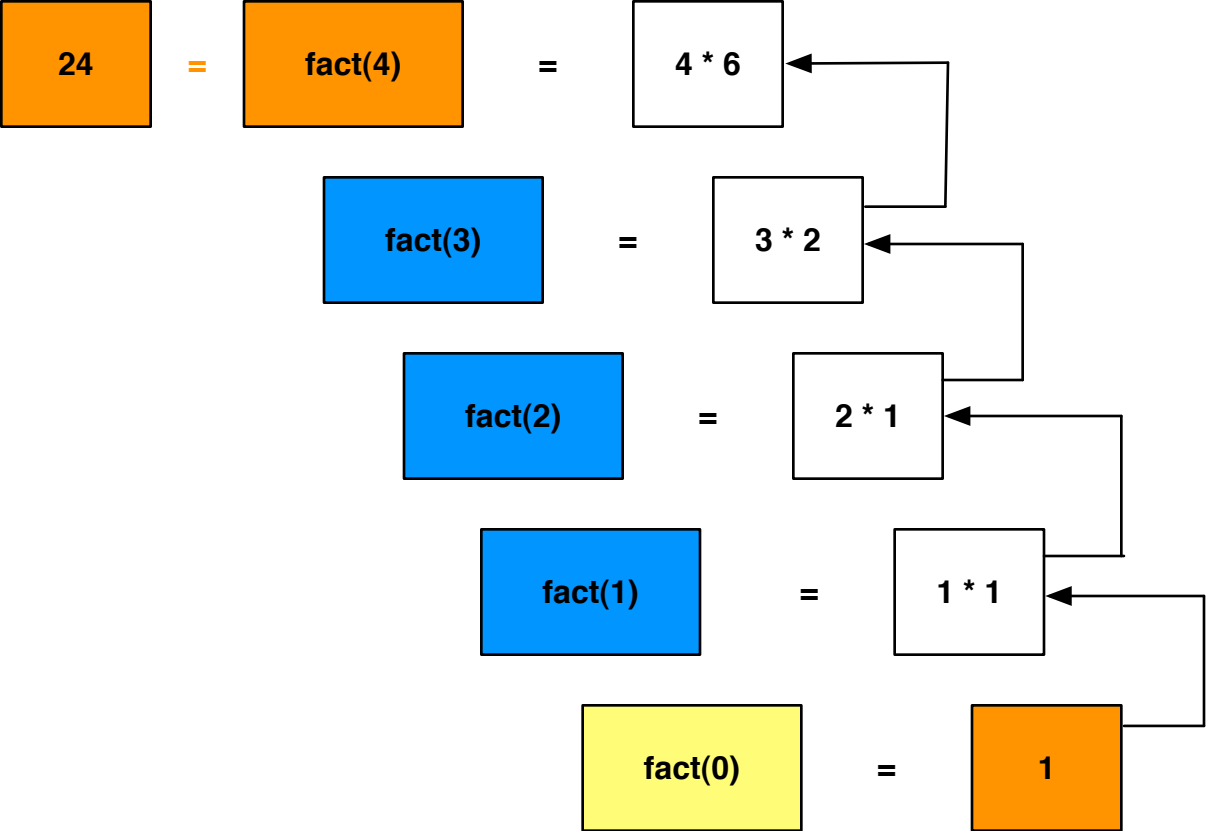 24 = fact(4) = 4 * 6
fact(3) = 3 * 2
fact(2) = 2 * 1
fact(1) = 1 * 1
fact(0) = 1